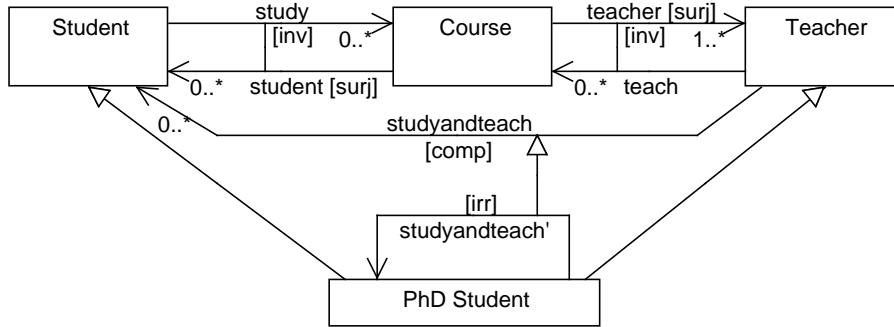 study
teacher [surj]
Student
[inv]
0..*
Course
[inv]
1..*
Teacher
0..*
student [surj]
0..*
teach
0..*
studyandteach
[comp]
[irr]
studyandteach'
PhD Student